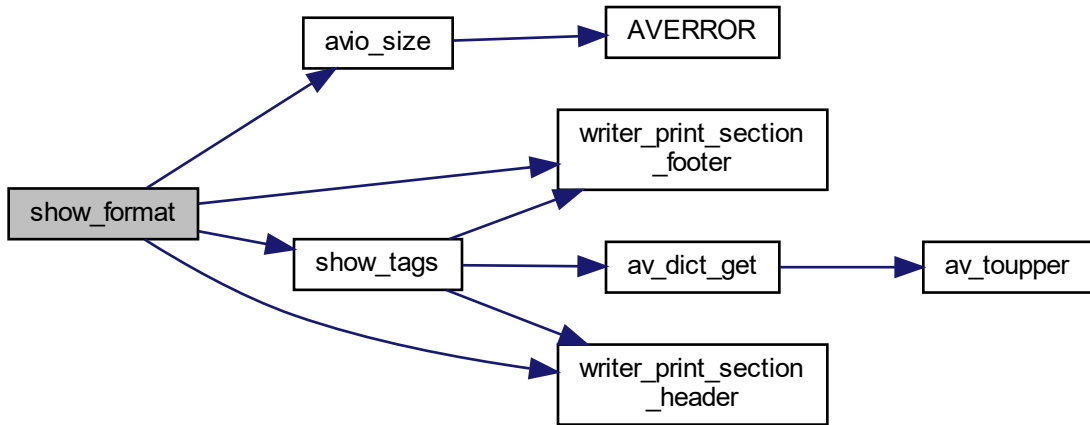 avio_size
AVERROR
writer_print_section
_footer
show_format
show_tags
av_dict_get
av_toupper
writer_print_section
_header